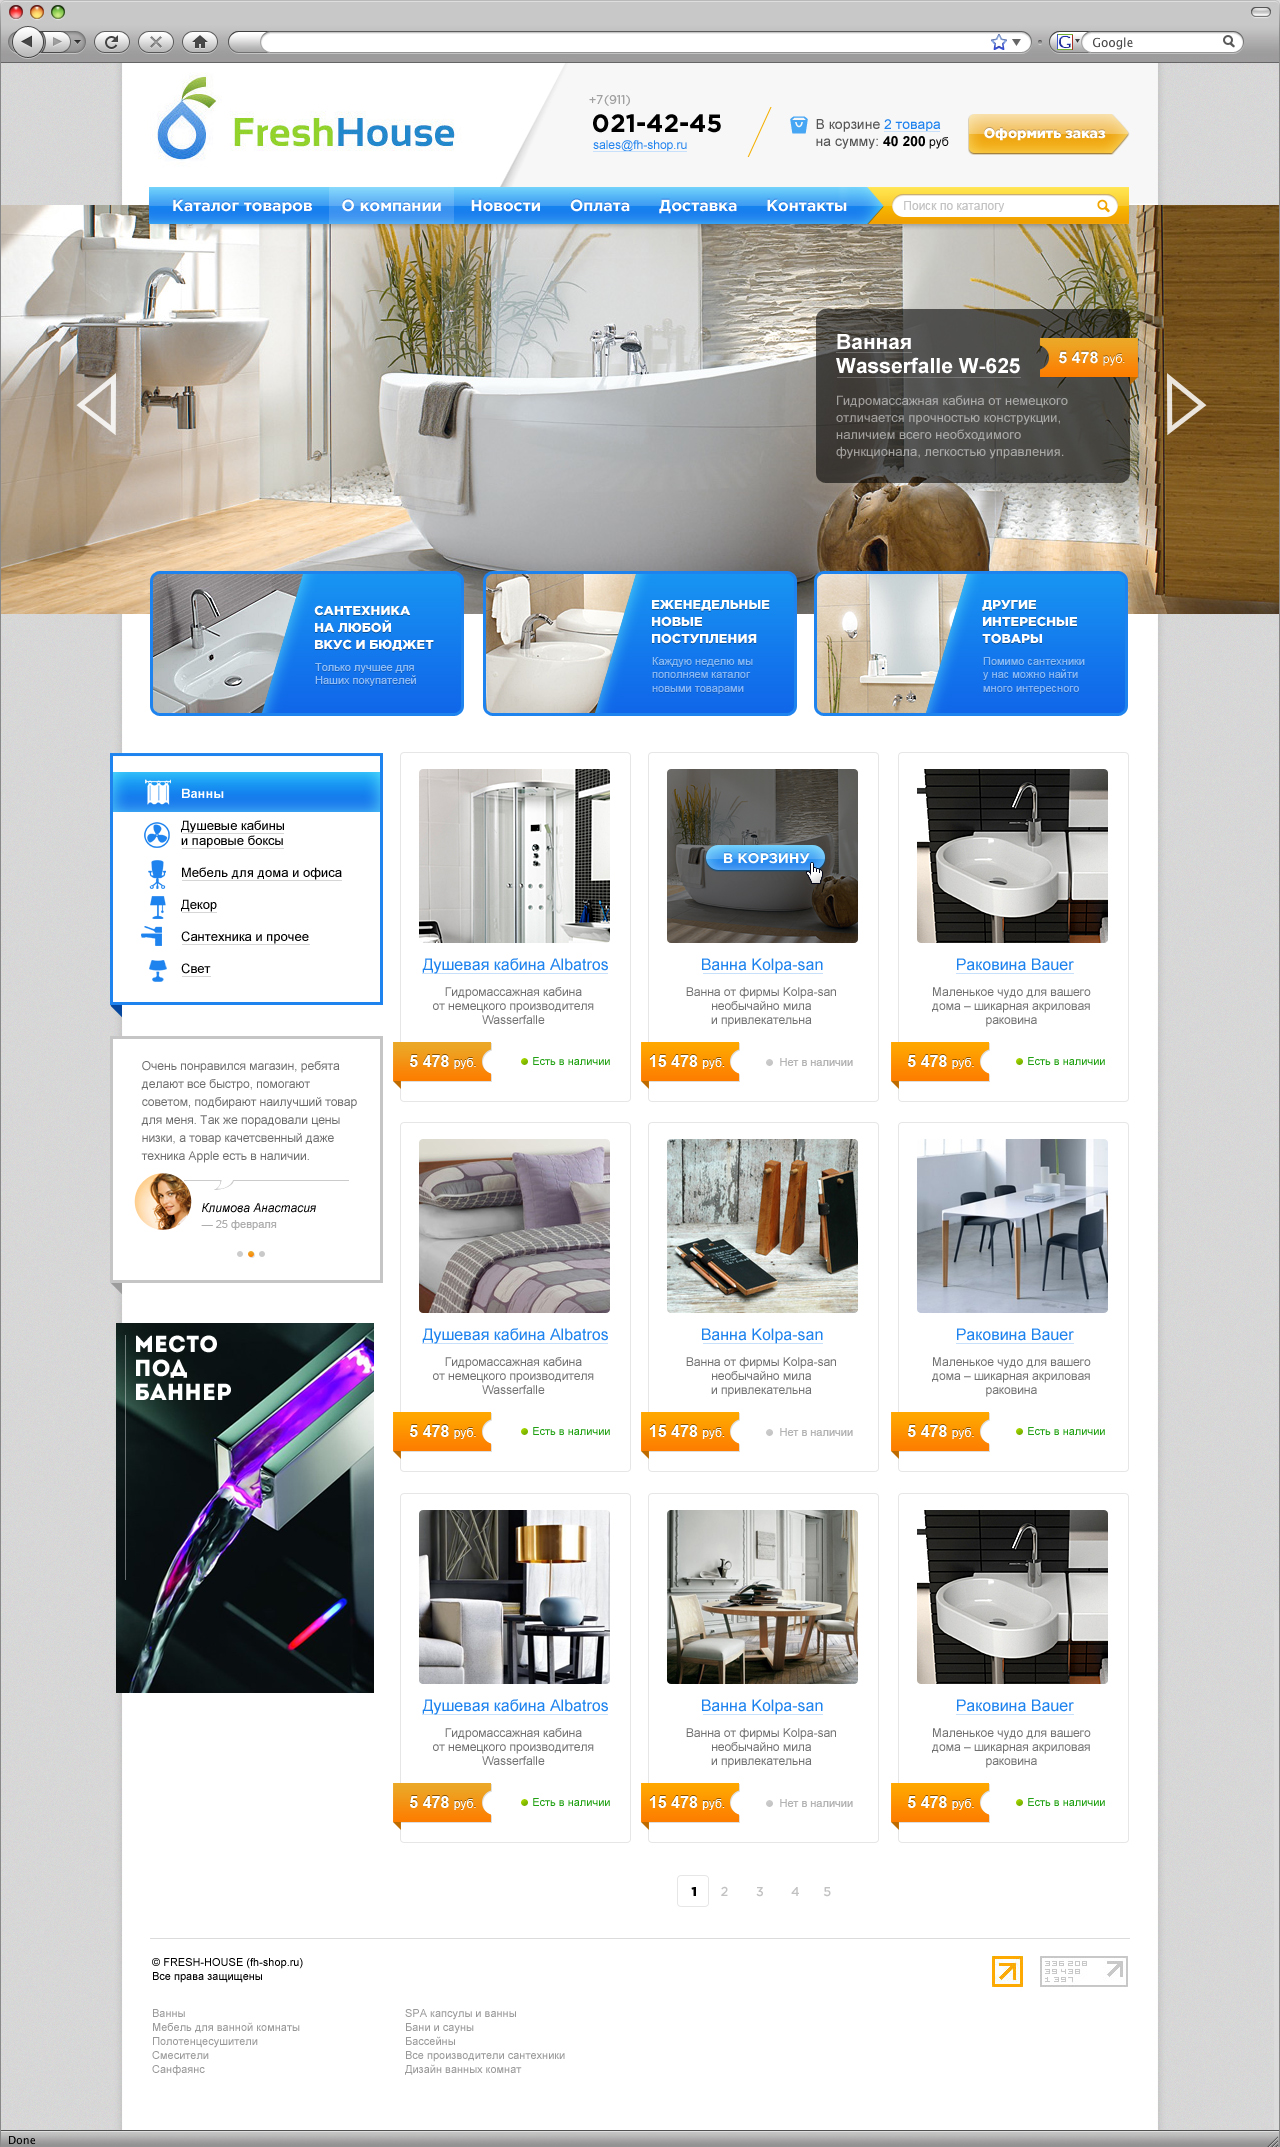 Google
+7(911)
021-42-45
sales@fh-shop.ru
В корзине 2 товара
на сумму: 40 200 руб
Оформить заказ
FreshHouse
Каталог товаров
О компании
Новости
Оплата
Доставка
Контакты
Поиск по каталогу
Ванная
Wasserfalle W-625
5 478 руб.
Гидромассажная кабина от немецкого
отличается прочностью конструкции,
наличием всего необходимого
функционала, легкостью управления.
САНТЕХНИКА
НА ЛЮБОЙ
ВКУС И БЮДЖЕТ
Только лучшее для
Наших покупателей
ЕЖЕНЕДЕЛЬНЫЕ
НОВЫЕ
ПОСТУПЛЕНИЯ
Каждую неделю мы
пополняем каталог
новыми товарами
ДРУГИЕ
ИНТЕРЕСНЫЕ
ТОВАРЫ
Помимо сантехники
у нас можно найти
много интересного
Ванны
Душевые кабины
и паровые боксы
Мебель для дома и офиса
Декор
Сантехника и прочее
Свет
Очень понравился магазин, ребята
делают все быстро, помогают
советом, подбирают наилучший товар
для меня. Так же порадовали цены
низки, а товар качетсвенный даже
техника Apple есть в наличии.
Климова Анастасия
— 25 февраля
МЕСТО
ПОД
БАННЕР
Душевая кабина Albatros
Гидромассажная кабина
от немецкого производителя
Wasserfalle
5 478 руб.
Есть в наличии
В КОРЗИНУ
Ванна Kolpa-san
Ванна от фирмы Kolpa-san
необычайно мила
и привлекательна
15 478 руб.
Нет в наличии
Раковина Bauer
Маленькое чудо для вашего
дома – шикарная акриловая
раковина
5 478 руб.
Есть в наличии
Душевая кабина Albatros
Гидромассажная кабина
от немецкого производителя
Wasserfalle
5 478 руб.
Есть в наличии
Ванна Kolpa-san
Ванна от фирмы Kolpa-san
необычайно мила
и привлекательна
15 478 руб.
Нет в наличии
Раковина Bauer
Маленькое чудо для вашего
дома – шикарная акриловая
раковина
5 478 руб.
Есть в наличии
Душевая кабина Albatros
Гидромассажная кабина
от немецкого производителя
Wasserfalle
5 478 руб.
Есть в наличии
Ванна Kolpa-san
Ванна от фирмы Kolpa-san
необычайно мила
и привлекательна
15 478 руб.
Нет в наличии
Раковина Bauer
Маленькое чудо для вашего
дома – шикарная акриловая
раковина
5 478 руб.
Есть в наличии
1 2 3 4 5
© FRESH-HOUSE (fh-shop.ru)
Все права защищены
336 208
39 438
1 397
Ванны
Мебель для ванной комнаты
Полотенцесушители
Смесители
Санфаянс
SPA капсулы и ванны
Бани и сауны
Бассейны
Все производители сантехники
Дизайн ванных комнат
Done